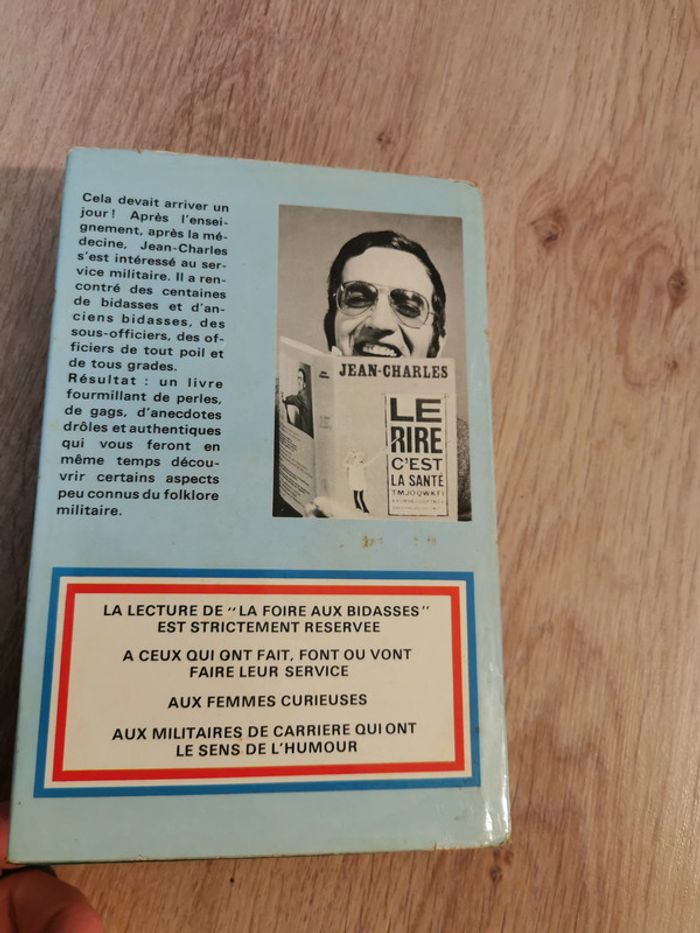 Cela devait arriver un
jour ! Après l'ensei-
gnement, après la mé-
decine, Jean-Charles
s'est intéressé au ser-
vice militaire. Il a ren-
contré des centaines
de bidasses et d'an-
ciens bidasses, des
sous-officiers, des of-
ficiers de tout poil et
de tous grades.
Résultat : un livre
fourmillant de perles,
de gags, d'anecdotes
drôles et authentiques
qui vous feront en
même temps décou-
vrir certains aspects
peu connus du folklore
militaire.
JEAN-CHARLES
LE
RIRE
C'EST
LA SANTÉ
TMJOQWKFI
LA LECTURE DE "LA FOIRE AUX BIDASSES"
EST STRICTEMENT RESERVEE
A CEUX QUI ONT FAIT, FONT OU VONT
FAIRE LEUR SERVICE
AUX FEMMES CURIEUSES
AUX MILITAIRES DE CARRIERE QUI ONT
LE SENS DE L'HUMOUR